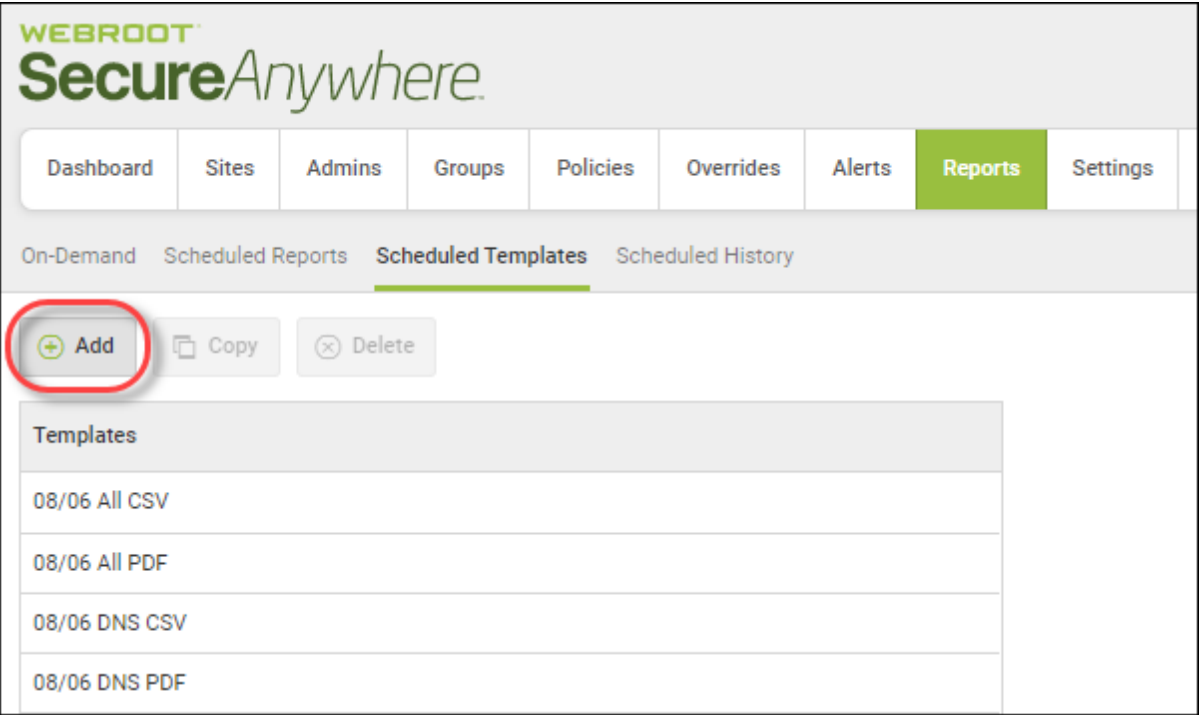 WEBROOT
SecureAnywhere
Dashboard Sites Admins Groups Policies Overrides Alerts Reports Settings
On-Demand Scheduled Reports Scheduled Templates Scheduled History
Add Copy Delete
Templates
08/06 All CSV
08/06 All PDF
08/06 DNS CSV
08/06 DNS PDF